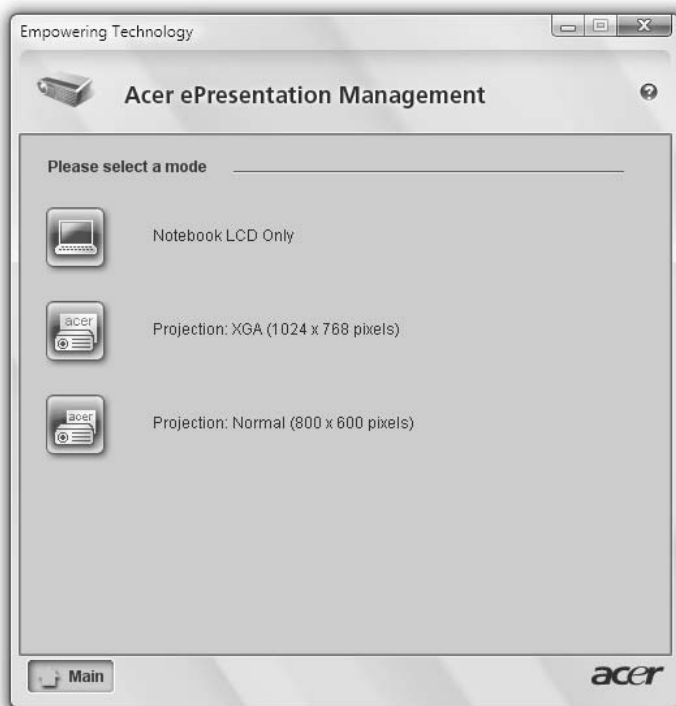 Empowering Technology
Acer ePresentation Management
?
Please select a mode
Notebook LCD Only
acer
Projection: XGA (1024 x 768 pixels)
acer
Projection: Normal (800 x 600 pixels)
Main
acer